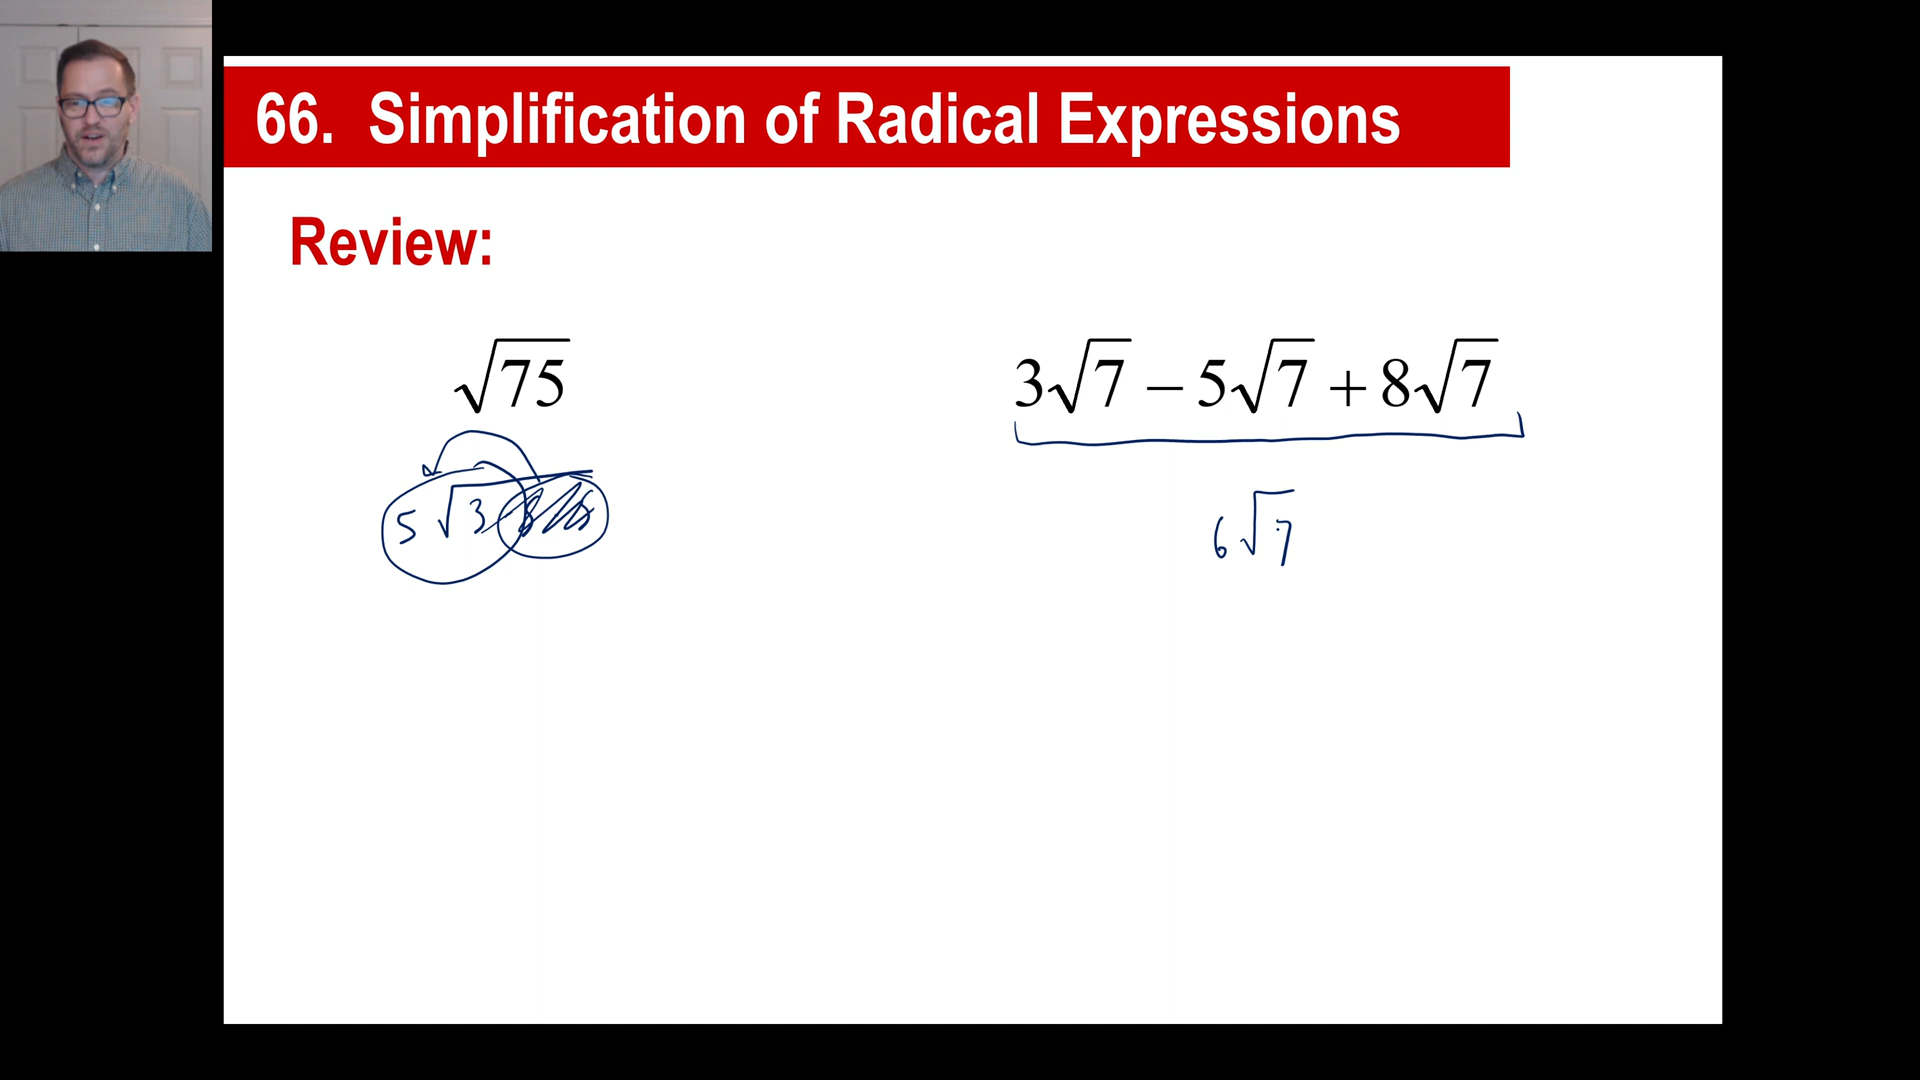 66. Simplification of Radical Expressions
Review:
√75
3√7 − 5√7 + 8√7
5√3
6√7